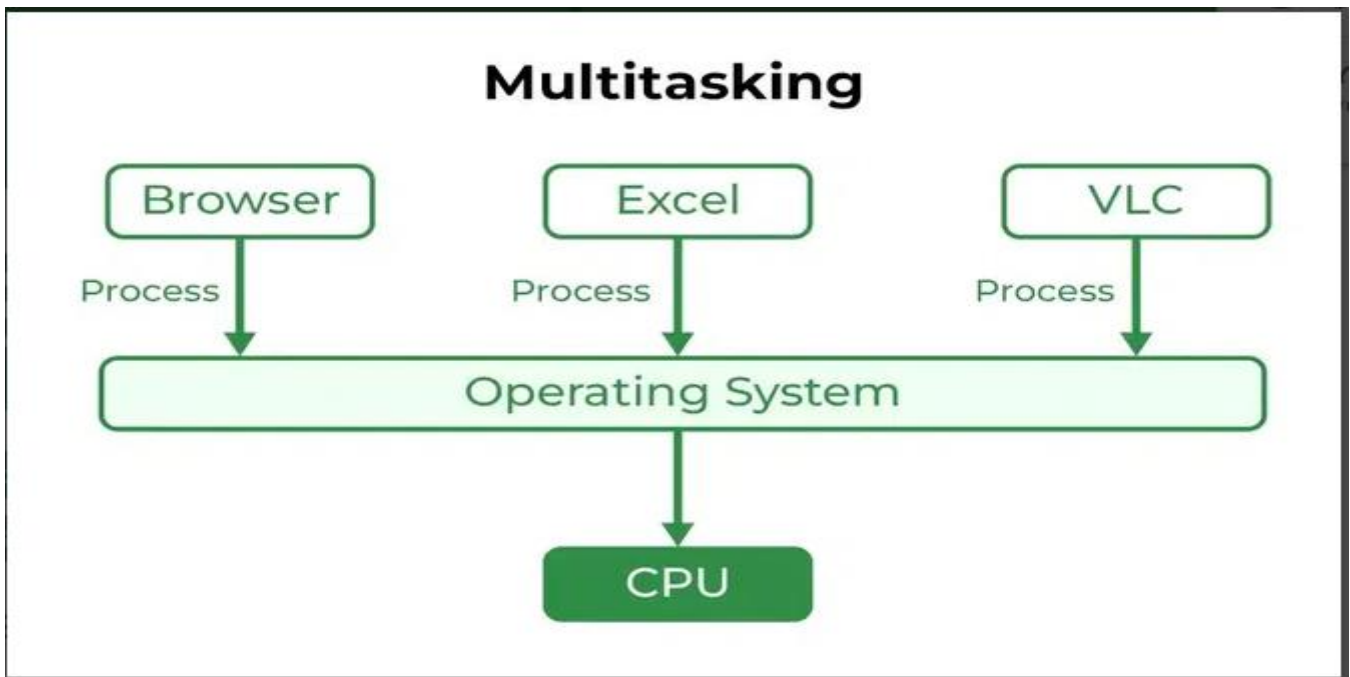 Multitasking
Browser
Excel
VLC
Process
Process
Process
Operating System
CPU